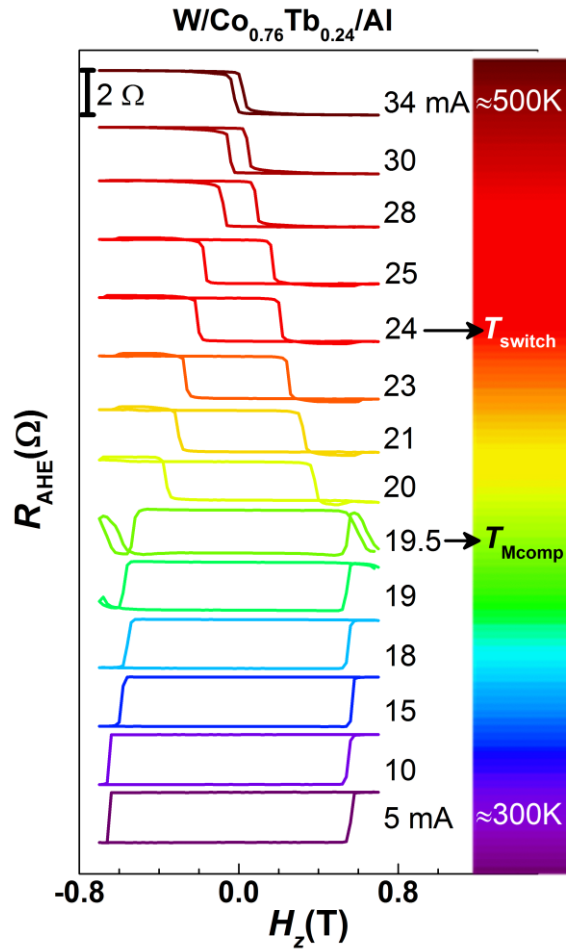 W/Co0.76Tb0.24/Al
2 Ω
34 mA ≈500K
30
28
25
24 Tswitch
23
21
20
19.5 TMcomp
19
18
15
10
5 mA ≈300K
RAHE(Ω)
-0.8 0.0 0.8
Hz(T)